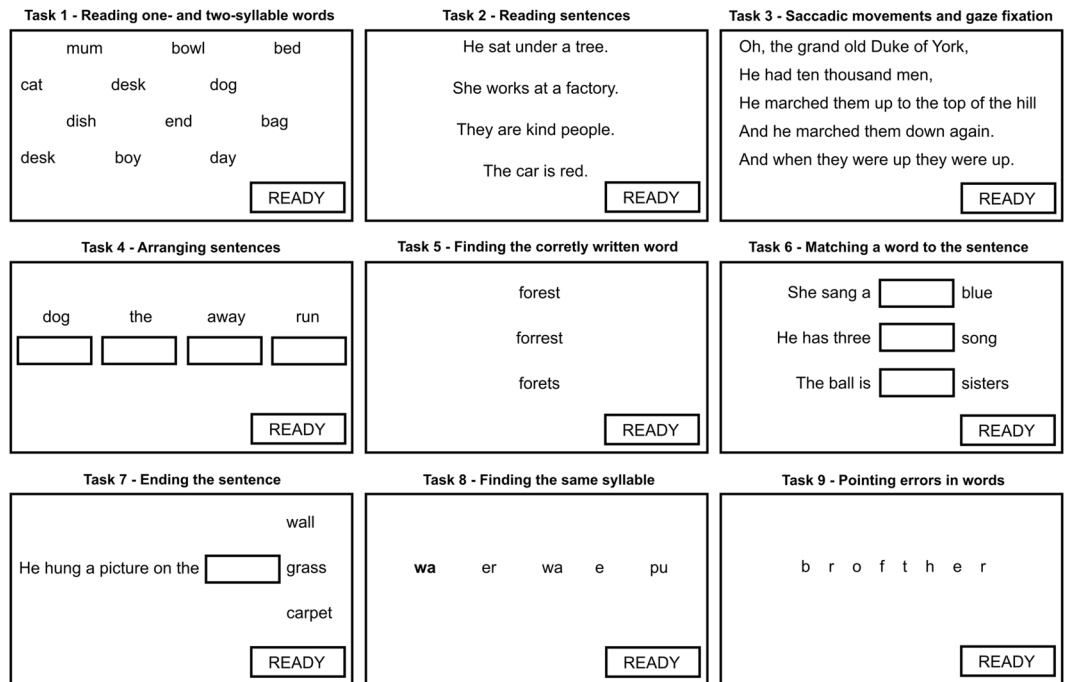 Task 1 - Reading one- and two-syllable words
mum bowl bed
cat desk dog
dish end bag
desk boy day
READY
Task 2 - Reading sentences
He sat under a tree.
She works at a factory.
They are kind people.
The car is red.
READY
Task 3 - Saccadic movements and gaze fixation
Oh, the grand old Duke of York,
He had ten thousand men,
He marched them up to the top of the hill
And he marched them down again.
And when they were up they were up.
READY
Task 4 - Arranging sentences
dog the away run
READY
Task 5 - Finding the corretly written word
forest
forrest
forets
READY
Task 6 - Matching a word to the sentence
She sang a blue
He has three song
The ball is sisters
READY
Task 7 - Ending the sentence
wall
He hung a picture on the grass
carpet
READY
Task 8 - Finding the same syllable
wa er wa e pu
READY
Task 9 - Pointing errors in words
b r o f t h e r
READY